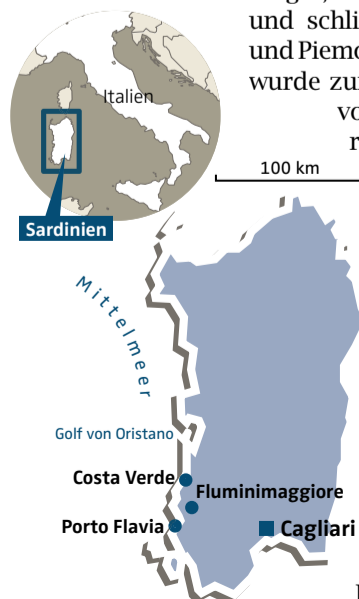 und schli
und Piemo
wurde zu
vo
r
Italien
Sardinien
100 km
Mittelmeer
Golf von Oristano
Costa Verde
Fluminimaggiore
Porto Flavia
Cagliari